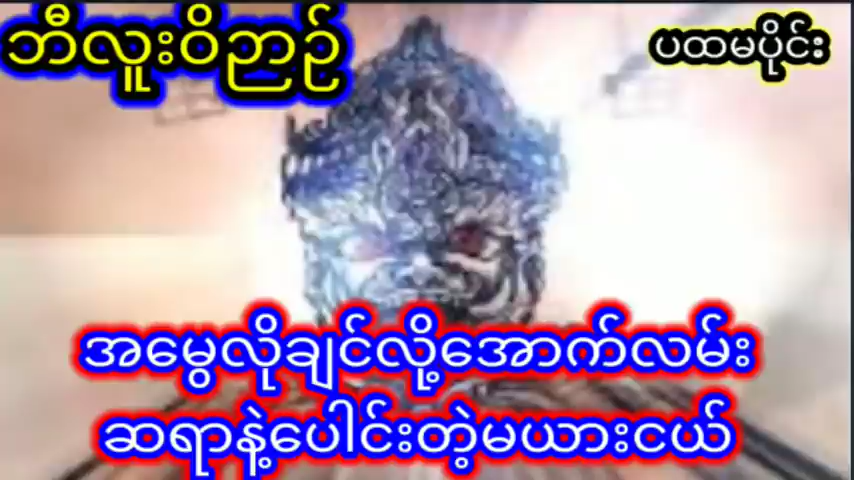 ဘီလူးဝိဉာဉ်
ပထမပိုင်း
အမွေလိုချင်လို့အောက်လမ်း
ဆရာနဲ့ပေါင်းတဲ့မယားငယ်